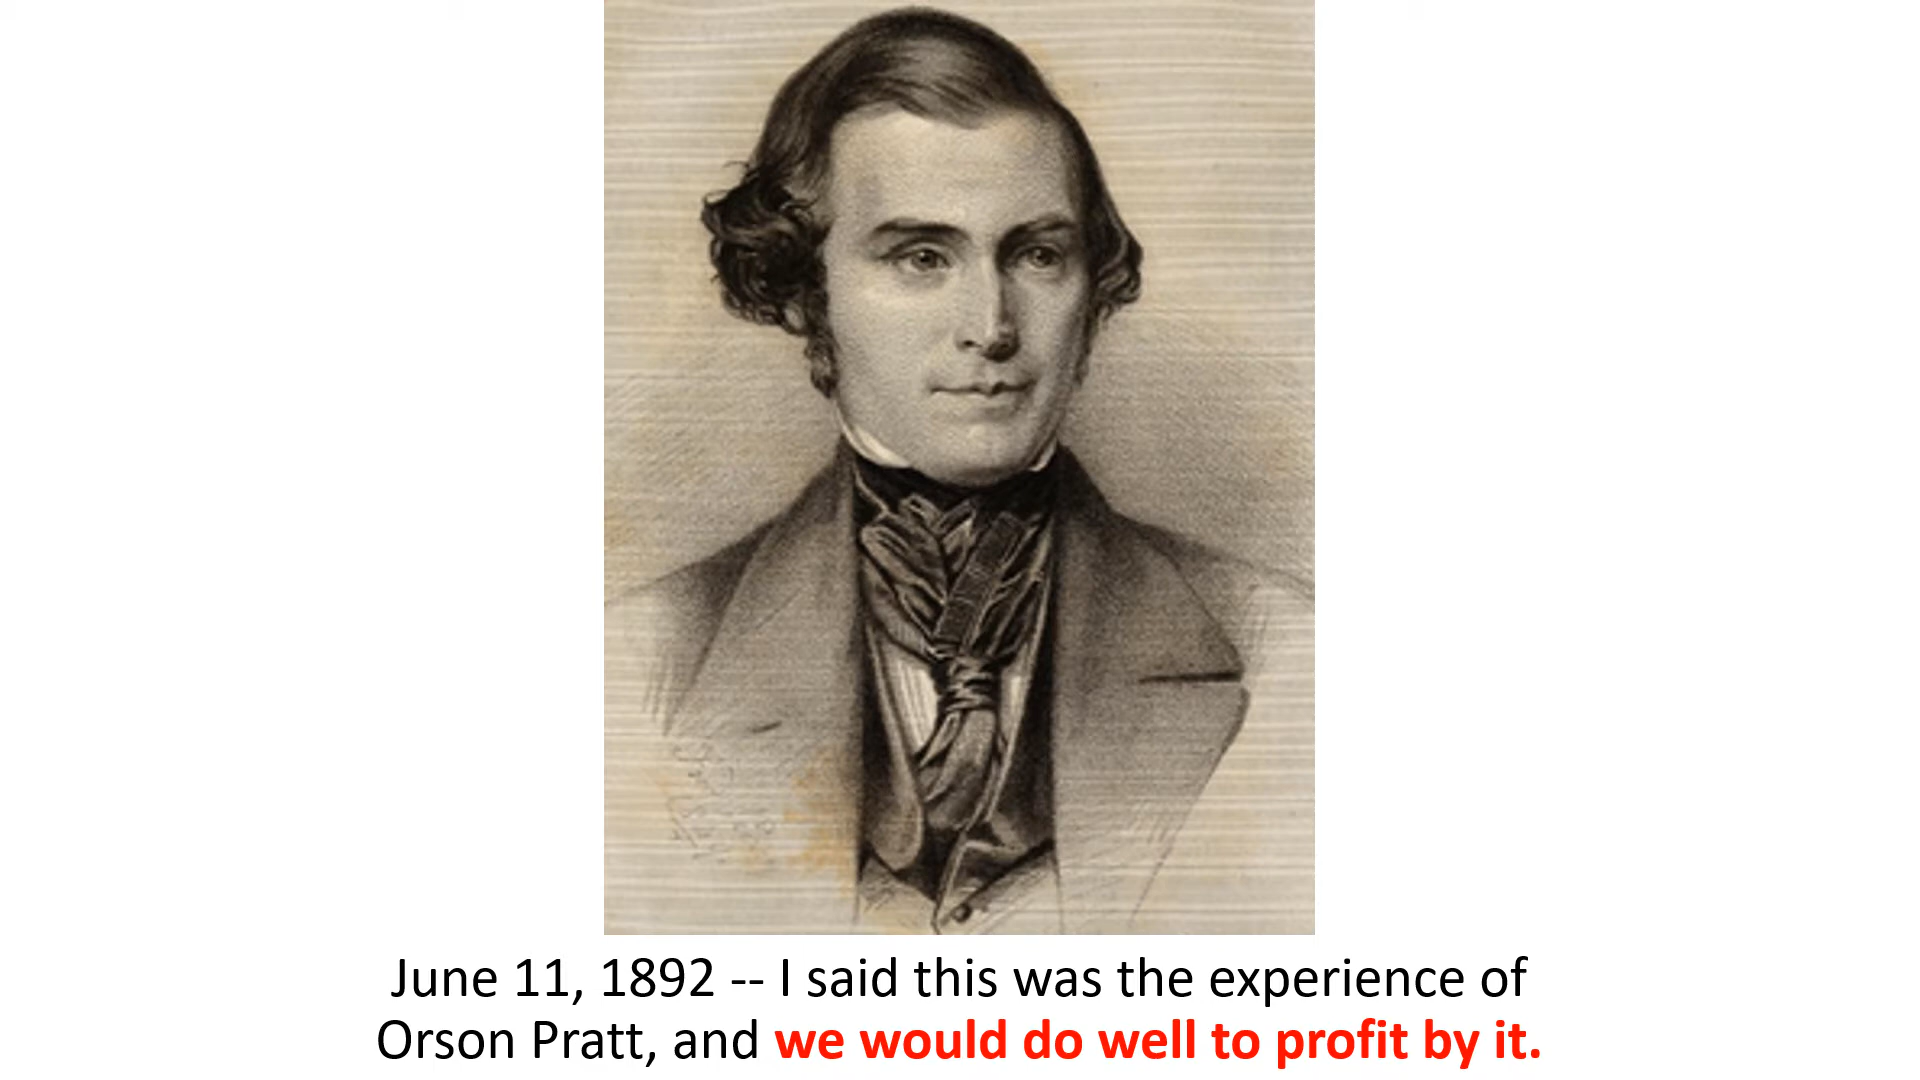 June 11, 1892 -- I said this was the experience of
Orson Pratt, and we would do well to profit by it.